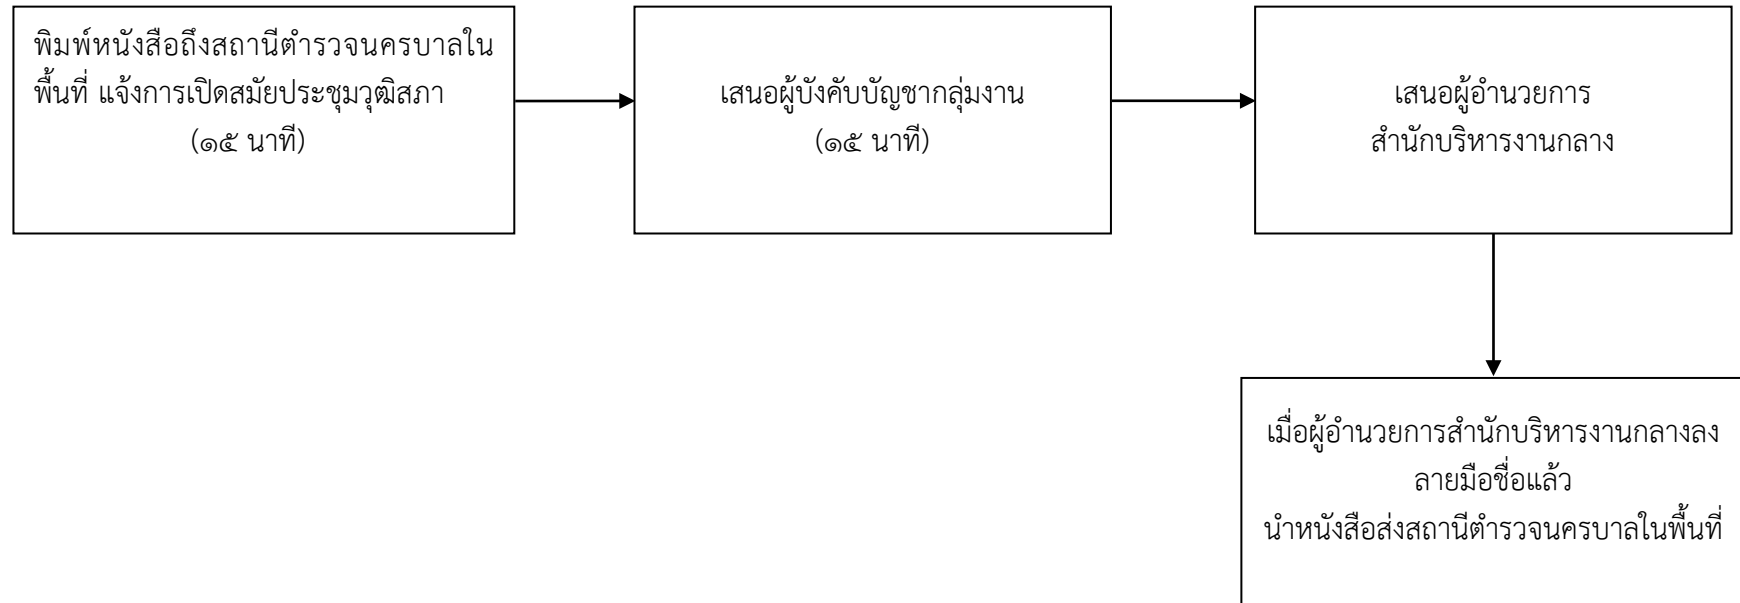 พิมพ์หนังสือถึงสถานีตำรวจนครบาลใน
พื้นที่ แจ้งการเปิดสมัยประชุมวุฒิสภา
(๑๕ นาที)
เสนอผู้บังคับบัญชากลุ่มงาน
(๑๕ นาที)
เสนอผู้อำนวยการ
สำนักบริหารงานกลาง
เมื่อผู้อำนวยการสำนักบริหารงานกลางลง
ลายมือชื่อแล้ว
นำหนังสือส่งสถานีตำรวจนครบาลในพื้นที่